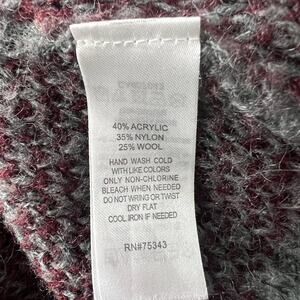 40% ACRYLIC
35% NYLON
25% WOOL
HAND WASH COLD
WITH LIKE COLORS
ONLY NON-CHLORINE
BLEACH WHEN NEEDED
DO NOT WRING OR TWIST
DRY FLAT
COOL IRON IF NEEDED
RN#75343